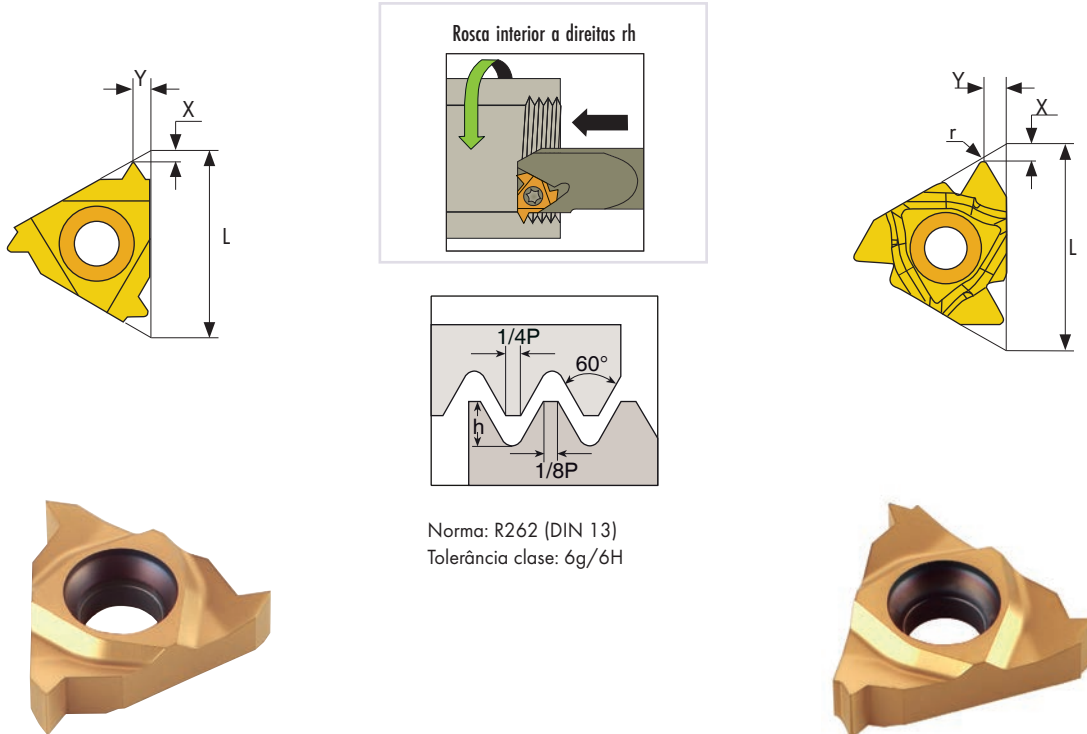 Rosca interior a direitas rh
Y
X
L
Y
X
r
L
1/4P
60°
h
1/8P
Norma: R262 (DIN 13)
Tolerância clase: 6g/6H